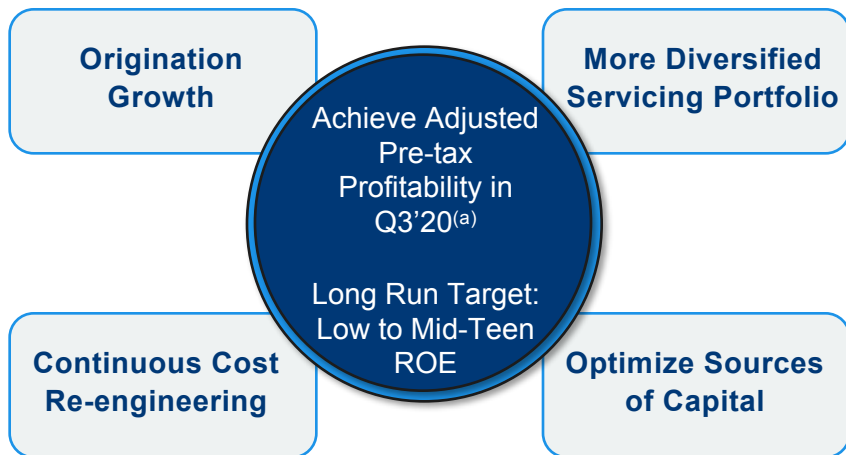 Origination
Growth
More Diversified
Servicing Portfolio
Achieve Adjusted
Pre-tax
Profitability in
Q3’20(a)
Long Run Target:
Low to Mid-Teen
ROE
Continuous Cost
Re-engineering
Optimize Sources
of Capital